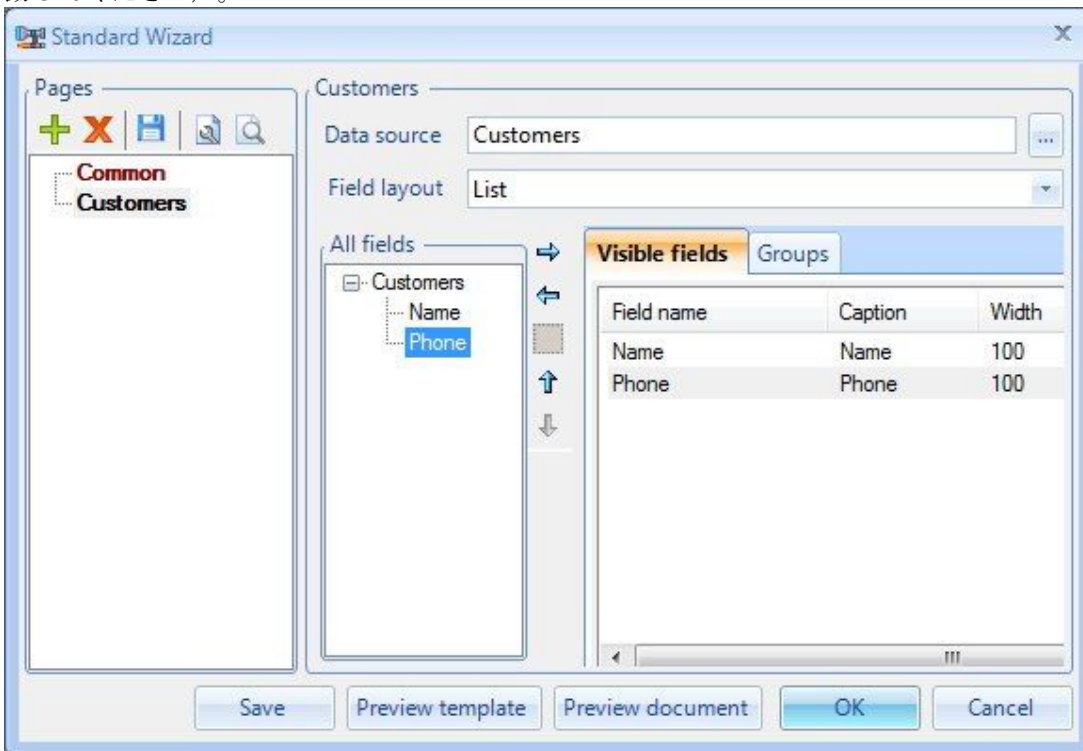 Standard Wizard
Pages
Common
Customers
Customers
Data source Customers ...
Field layout List
All fields
Customers
Name
Phone
Visible fields Groups
Field name Caption Width
Name Name 100
Phone Phone 100
Save Preview template Preview document OK Cancel